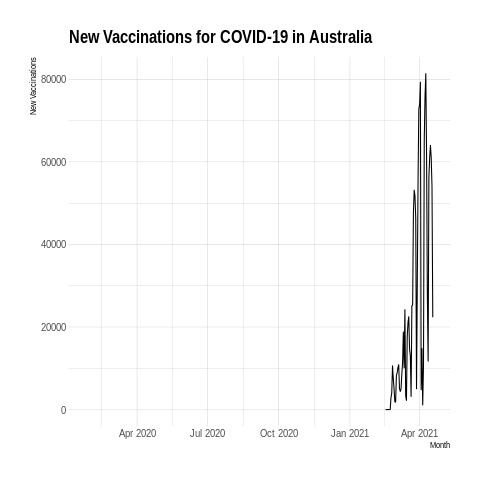 New Vaccinations for COVID-19 in Australia
New Vaccinations
80000
60000
40000
20000
0
Apr 2020 Jul 2020 Oct 2020 Jan 2021 Apr 2021
Month